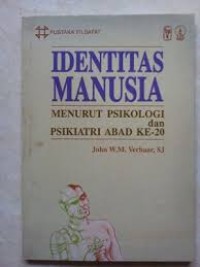 PUSTAKA FILSAFAT
IDENTITAS
MANUSIA
MENURUT PSIKOLOGI
dan
PSIKIATRI ABAD KE-20
John W.M. Verhaar, SJ